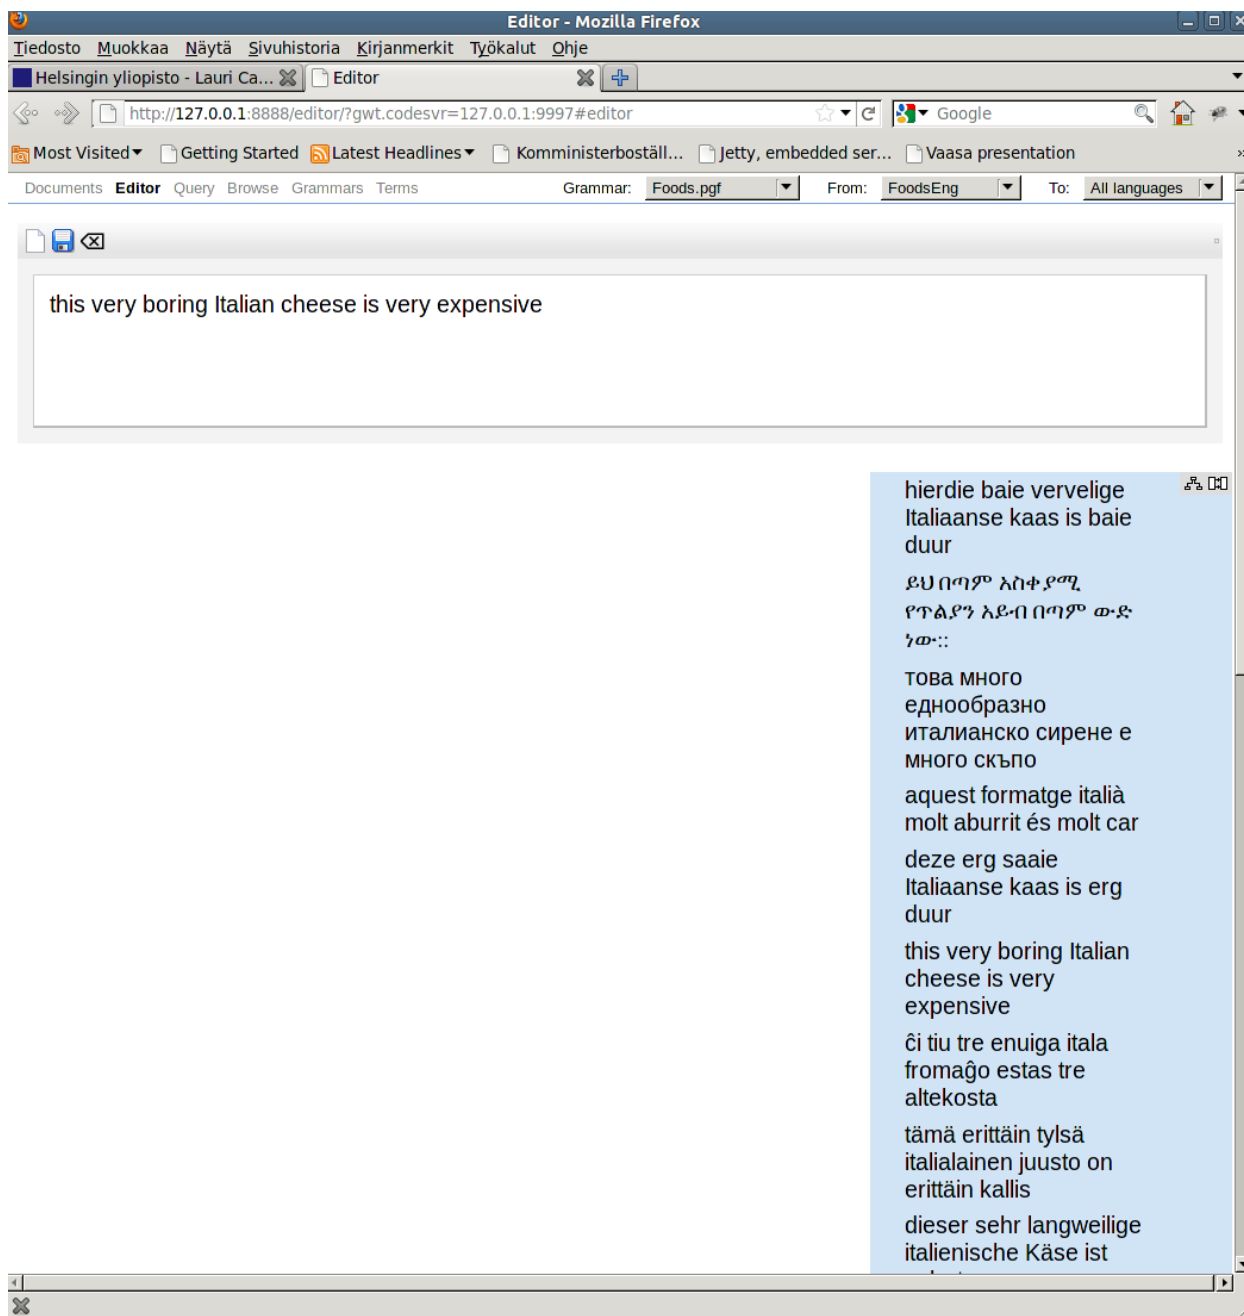 Editor - Mozilla Firefox
Tiedosto Muokkaa Näytä Sivuhistoria Kirjanmerkit Työkalut Ohje
Helsingin yliopisto - Lauri Ca... Editor
http://127.0.0.1:8888/editor/?gwt.codesvr=127.0.0.1:9997#editor Google
Most Visited Getting Started Latest Headlines Komministerboställ... Jetty, embedded ser... Vaasa presentation
Documents Editor Query Browse Grammars Terms Grammar: Foods.pgf From: FoodsEng To: All languages
this very boring Italian cheese is very expensive
hierdie baie vervelige
Italiaanse kaas is baie
duur
ይህ በጣም አስቀያሚ
የጥልያን አይብ በጣም ውድ
ነው::
това много
еднообразно
италианско сирене е
много скъпо
aquest formatge italià
molt aburrit és molt car
deze erg saaie
Italiaanse kaas is erg
duur
this very boring Italian
cheese is very
expensive
ĉi tiu tre enuiga itala
fromaĝo estas tre
altekosta
tämä erittäin tylsä
italialainen juusto on
erittäin kallis
dieser sehr langweilige
italienische Käse ist